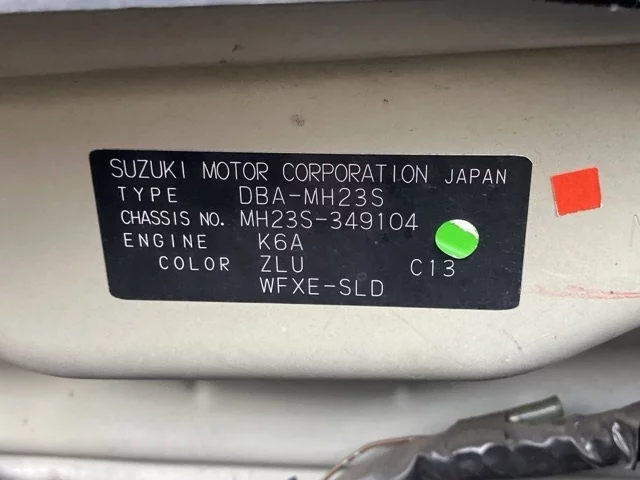 SUZUKI MOTOR CORPORATION JAPAN
TYPE DBA-MH23S
CHASSIS NO. MH23S-349104
ENGINE K6A
COLOR ZLU C13
WFXE-SLD